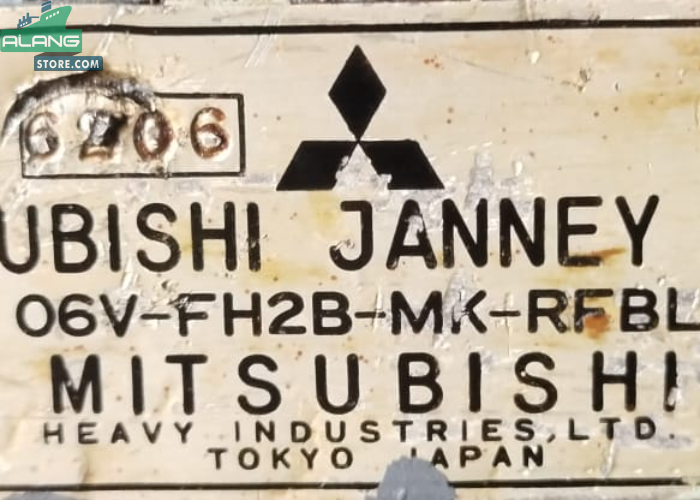 ALANG
STORE.COM
6206
UBISHI JANNEY
06V-FH2B-MK-RFBL
MITSUBISHI
HEAVY INDUSTRIES, LTD.
TOKYO JAPAN